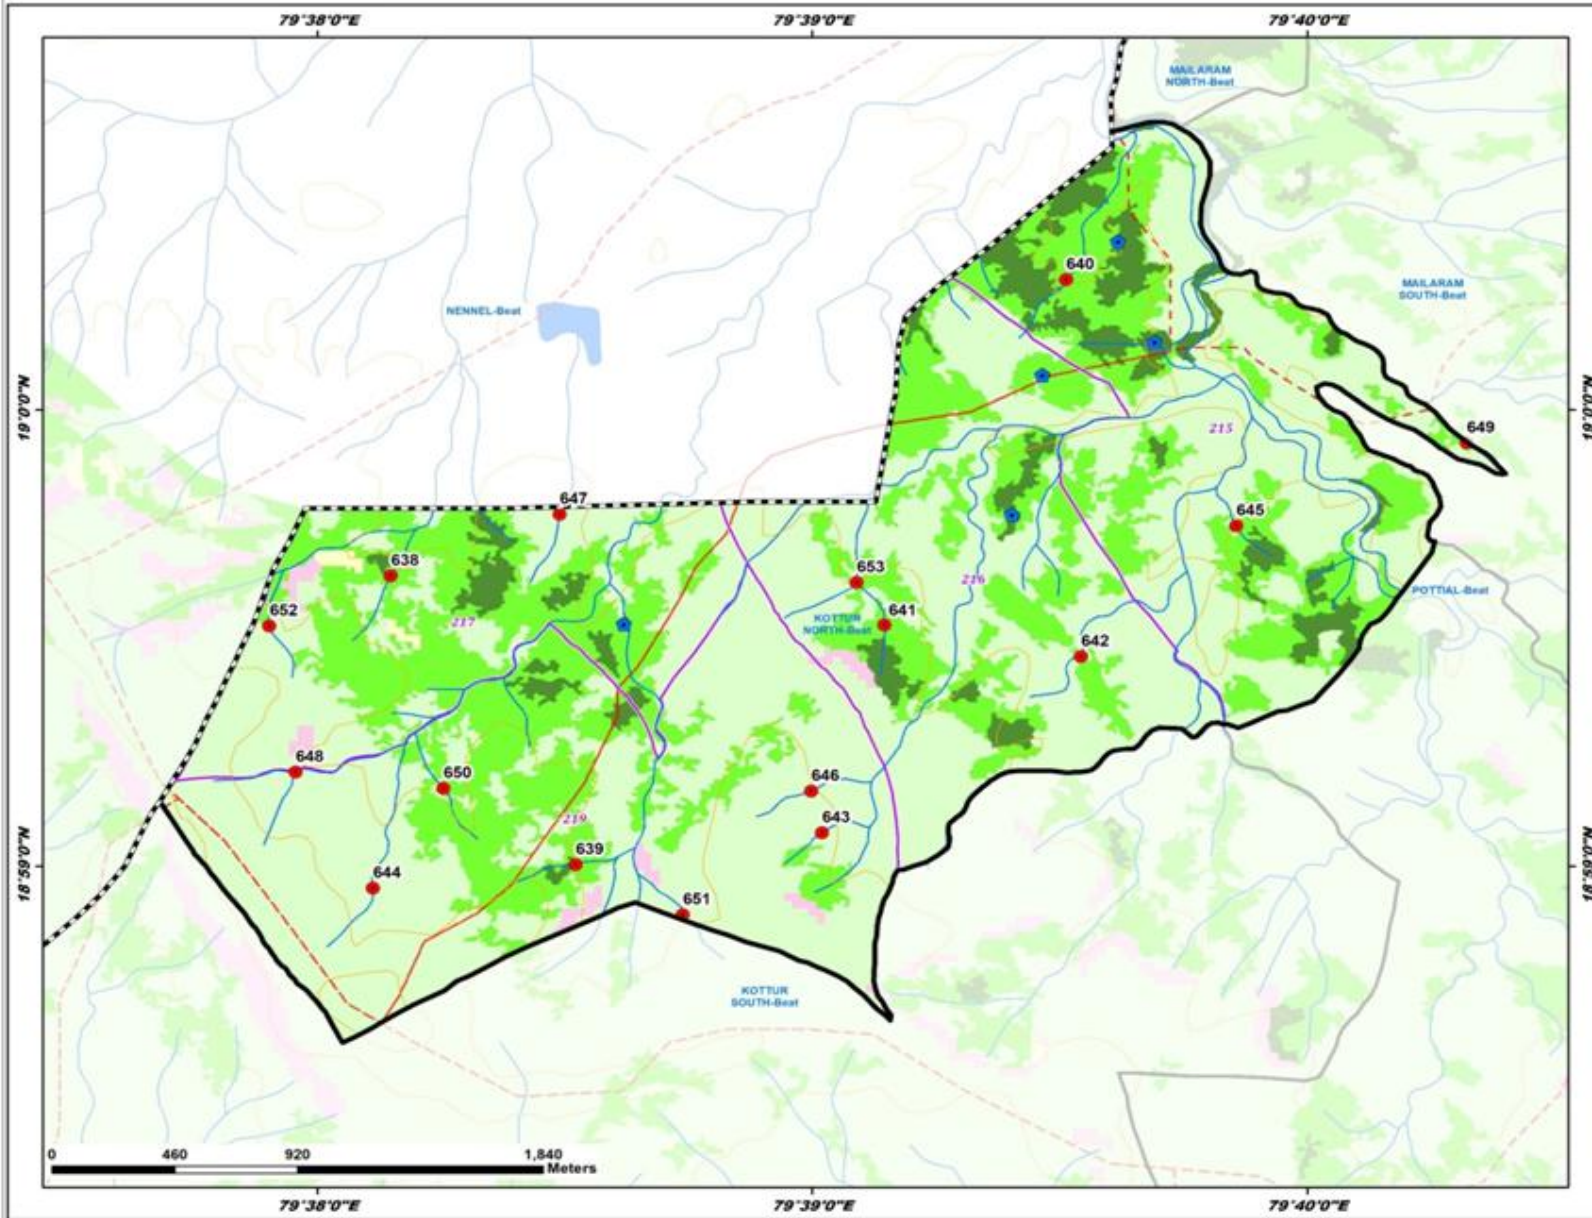 79°38'0"E
79°39'0"E
79°40'0"E
MAILARAM
NORTH-Beat
640
MAILARAM
SOUTH-Beat
NENNEL-Beat
19°0'0"N
19°0'0"N
215
649
647
645
638
653
216
POTTIAL-Beat
652
217
KOTTUR
NORTH-Beat
641
642
648
650
646
219
643
18°59'0"N
18°59'0"N
639
644
651
KOTTUR
SOUTH-Beat
0 460 920 1,840
Meters
79°38'0"E
79°39'0"E
79°40'0"E